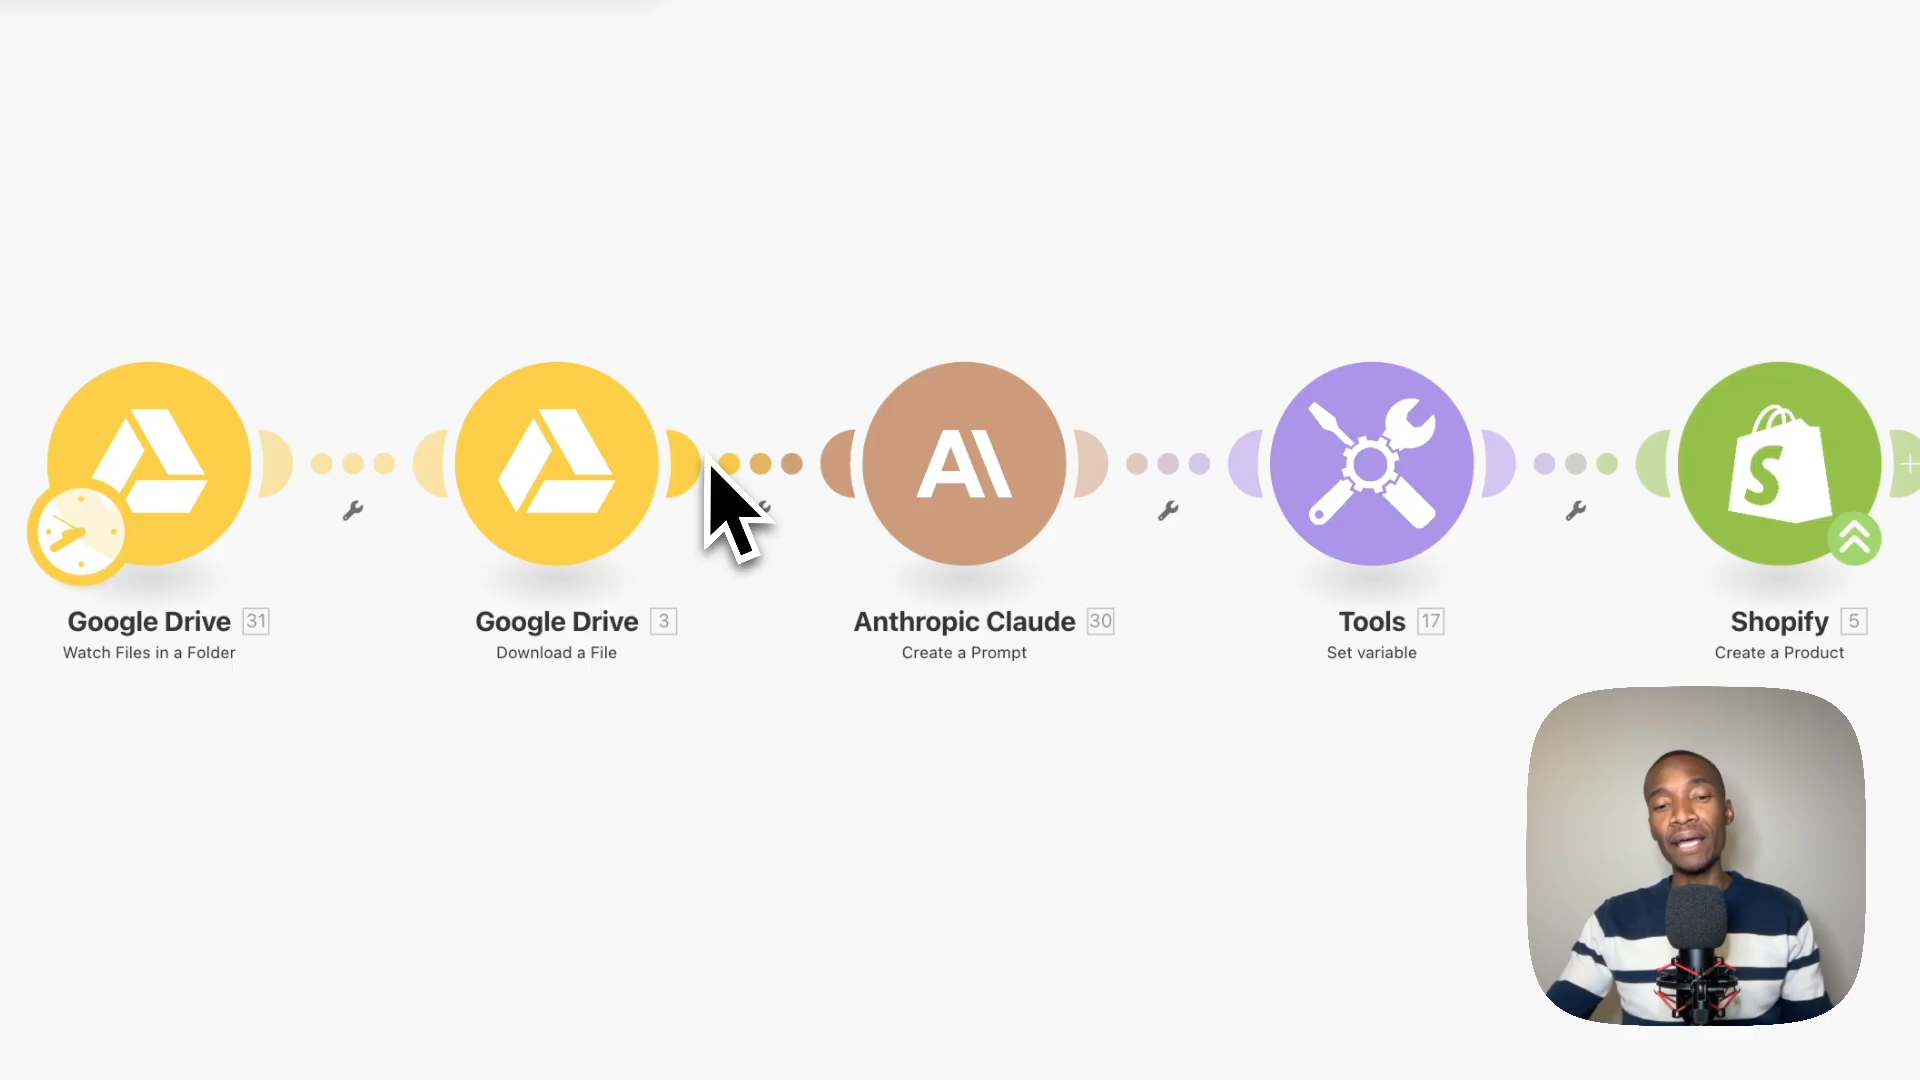 Google Drive 31
Watch Files in a Folder
Google Drive 3
Download a File
Anthropic Claude 30
Create a Prompt
Tools 17
Set variable
Shopify 5
Create a Product